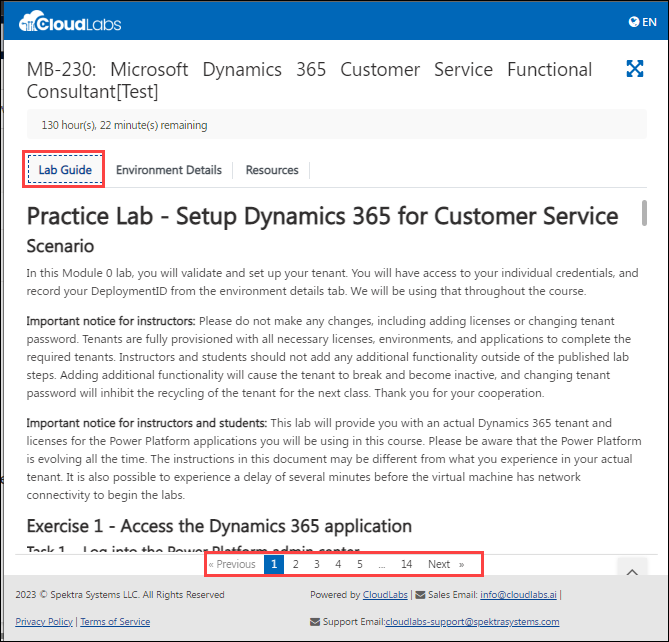 CloudLabs
EN
MB-230: Microsoft Dynamics 365 Customer Service Functional
Consultant[Test]
130 hour(s), 22 minute(s) remaining
Lab Guide Environment Details Resources
Practice Lab - Setup Dynamics 365 for Customer Service
Scenario
In this Module 0 lab, you will validate and set up your tenant. You will have access to your individual credentials, and
record your DeploymentID from the environment details tab. We will be using that throughout the course.
Important notice for instructors: Please do not make any changes, including adding licenses or changing tenant
password. Tenants are fully provisioned with all necessary licenses, environments, and applications to complete the
required tenants. Instructors and students should not add any additional functionality outside of the published lab
steps. Adding additional functionality will cause the tenant to break and become inactive, and changing tenant
password will inhibit the recycling of the tenant for the next class. Thank you for your cooperation.
Important notice for instructors and students: This lab will provide you with an actual Dynamics 365 tenant and
licenses for the Power Platform applications you will be using in this course. Please be aware that the Power Platform
is evolving all the time. The instructions in this document may be different from what you experience in your actual
tenant. It is also possible to experience a delay of several minutes before the virtual machine has network
connectivity to begin the labs.
Exercise 1 - Access the Dynamics 365 application
Task 1 - Log into the Power Platform admin center
« Previous 1 2 3 4 5 ... 14 Next »
2023 © Spektra Systems LLC. All Rights Reserved
Powered by CloudLabs | Sales Email: info@cloudlabs.ai |
Privacy Policy | Terms of Service
Support Email:cloudlabs-support@spektrasystems.com